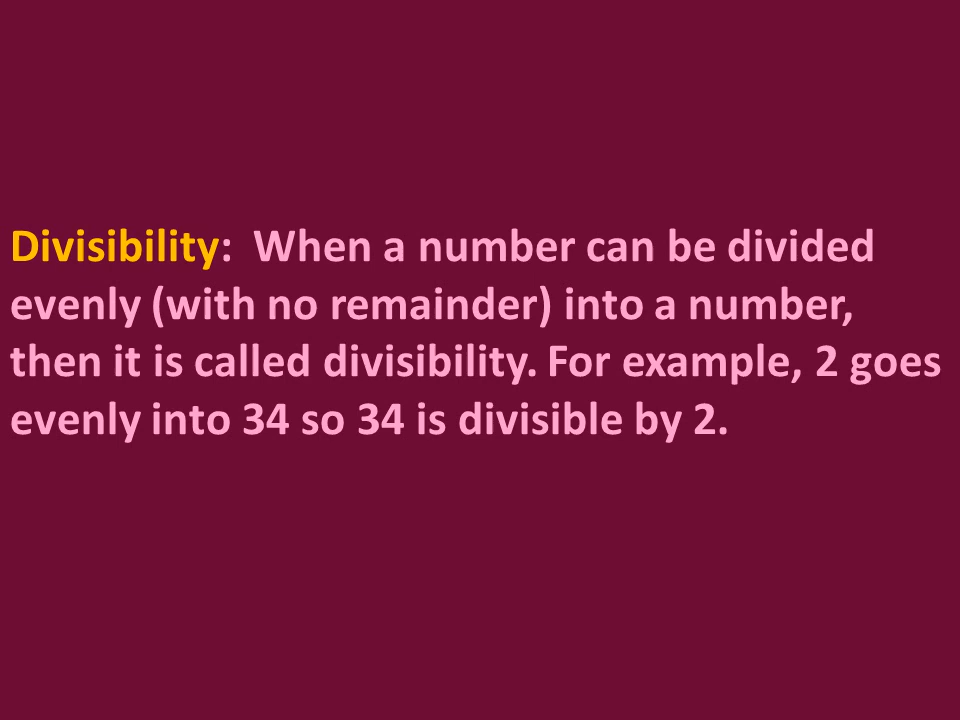 Divisibility:  When a number can be divided
evenly (with no remainder) into a number,
then it is called divisibility. For example, 2 goes
evenly into 34 so 34 is divisible by 2.